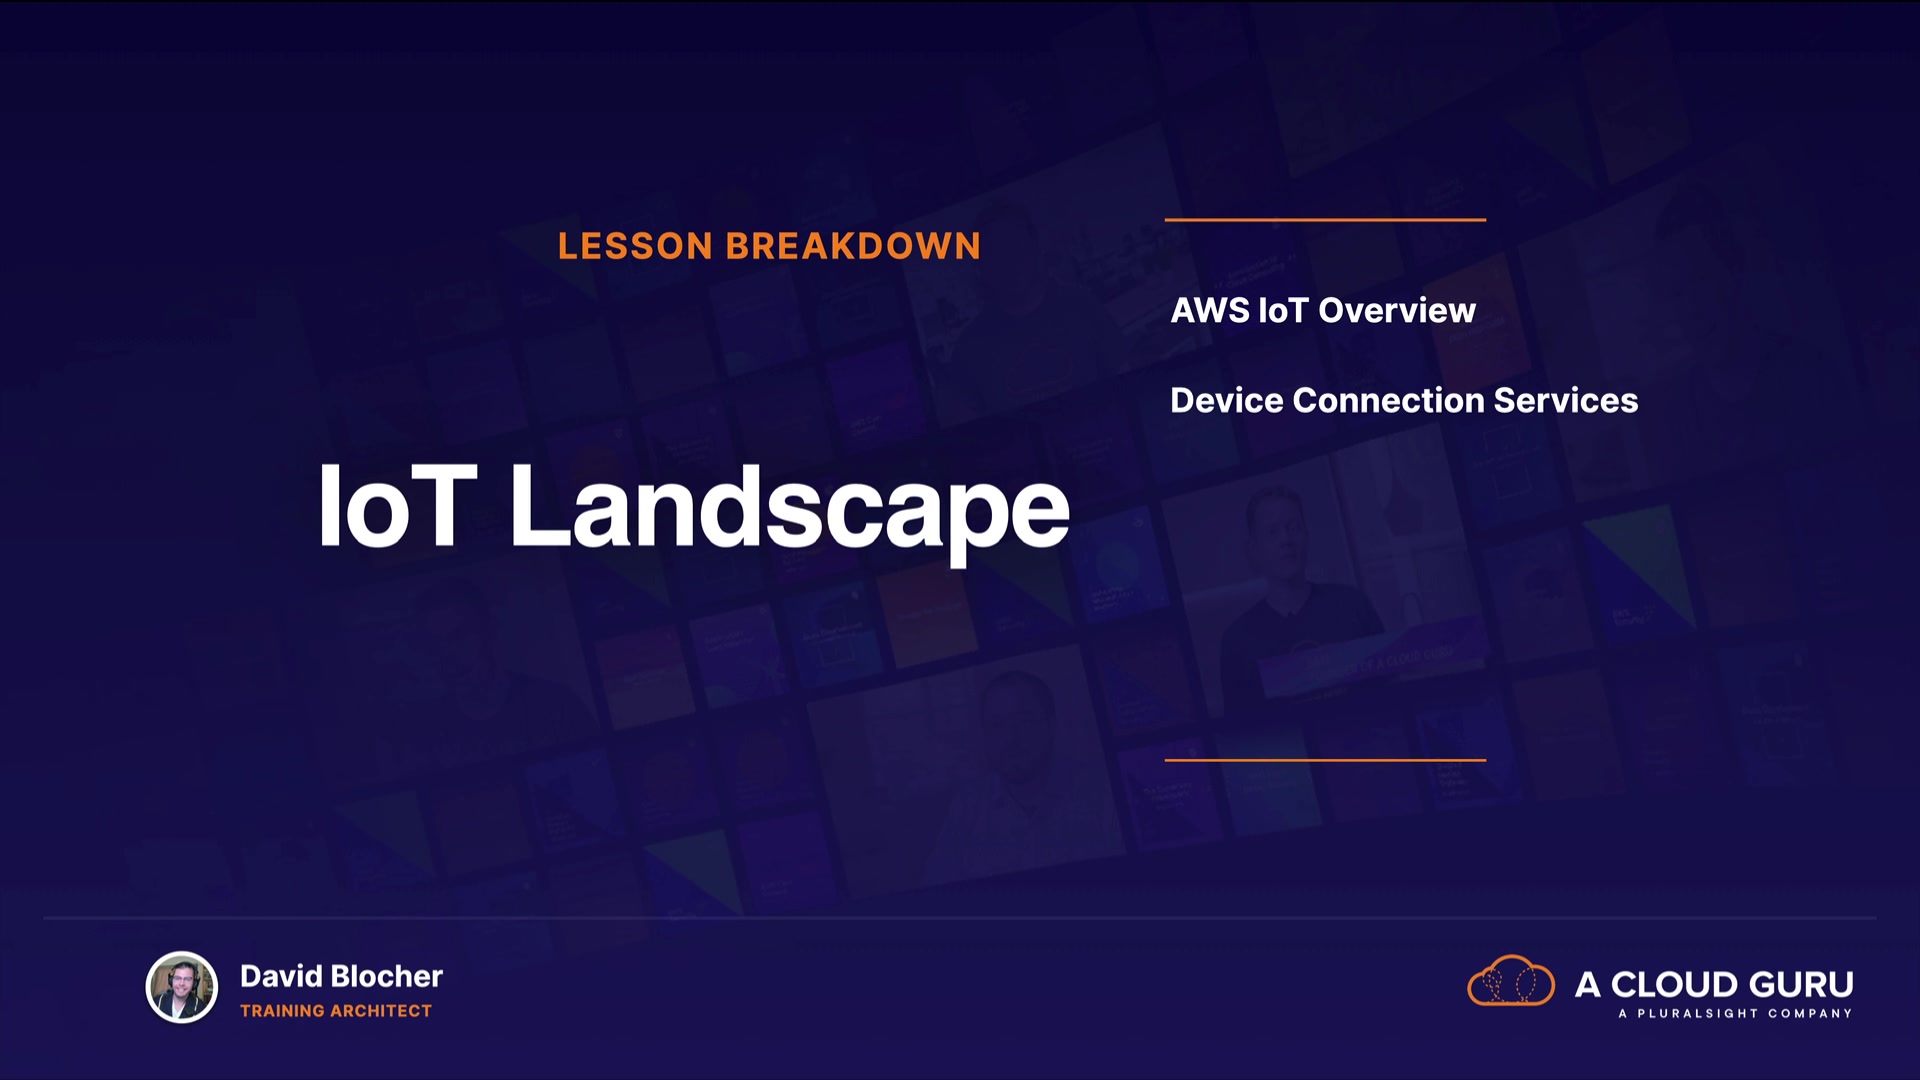 LESSON BREAKDOWN
IoT Landscape
AWS IoT Overview
Device Connection Services
David Blocher
TRAINING ARCHITECT
A CLOUD GURU
A PLURALSIGHT COMPANY